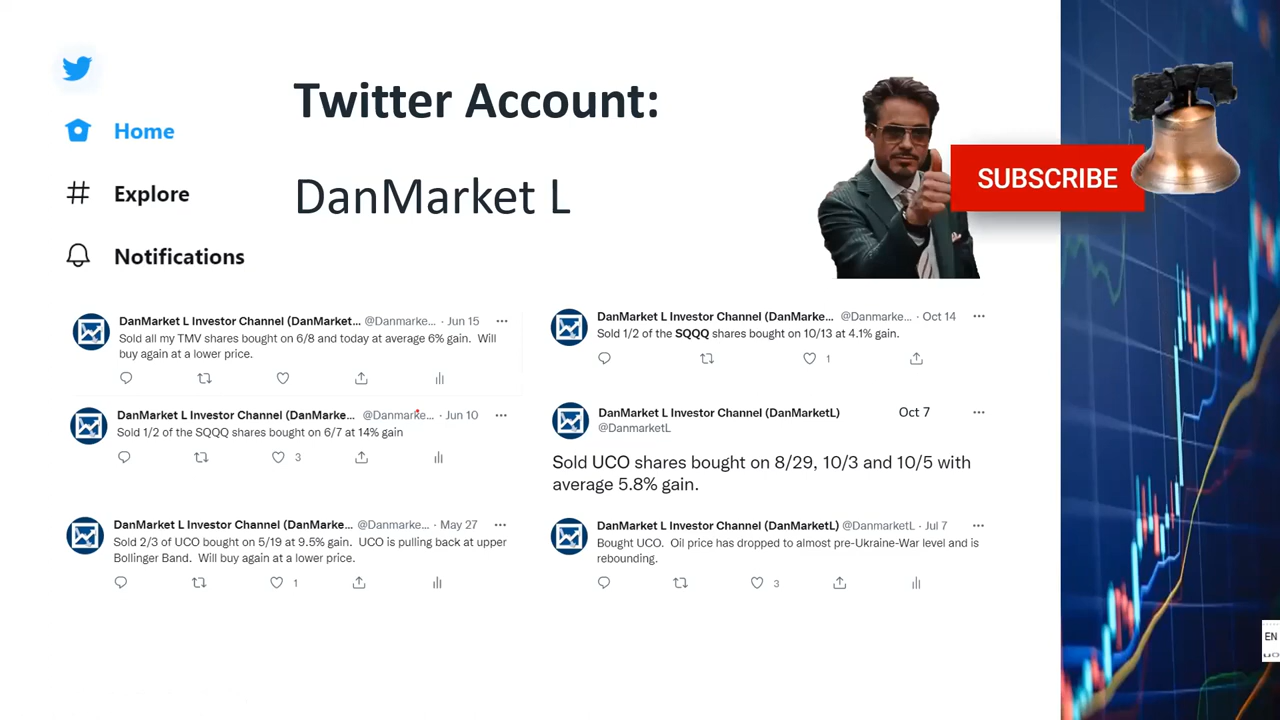 Twitter Account:
Home
DanMarket L
Explore
Notifications
SUBSCRIBE
DanMarket L Investor Channel (DanMarket... @Danmarke... · Jun 15
Sold all my TMV shares bought on 6/8 and today at average 6% gain. Will
buy again at a lower price.
DanMarket L Investor Channel (DanMarke... @Danmarke... · Jun 10
Sold 1/2 of the SQQQ shares bought on 6/7 at 14% gain
3
DanMarket L Investor Channel (DanMarke... @Danmarke... · May 27
Sold 2/3 of UCO bought on 5/19 at 9.5% gain. UCO is pulling back at upper
Bollinger Band. Will buy again at a lower price.
1
DanMarket L Investor Channel (DanMarke... @Danmarke... · Oct 14
Sold 1/2 of the SQQQ shares bought on 10/13 at 4.1% gain.
1
DanMarket L Investor Channel (DanMarketL) Oct 7
@DanmarketL
Sold UCO shares bought on 8/29, 10/3 and 10/5 with
average 5.8% gain.
DanMarket L Investor Channel (DanMarketL) @DanmarketL · Jul 7
Bought UCO. Oil price has dropped to almost pre-Ukraine-War level and is
rebounding.
3
EN